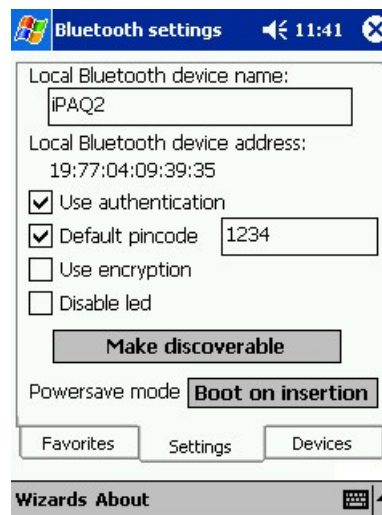 Bluetooth settings 11:41
Local Bluetooth device name:
iPAQ2
Local Bluetooth device address:
19:77:04:09:39:35
Use authentication
Default pincode 1234
Use encryption
Disable led
Make discoverable
Powersave mode Boot on insertion
Favorites Settings Devices
Wizards About